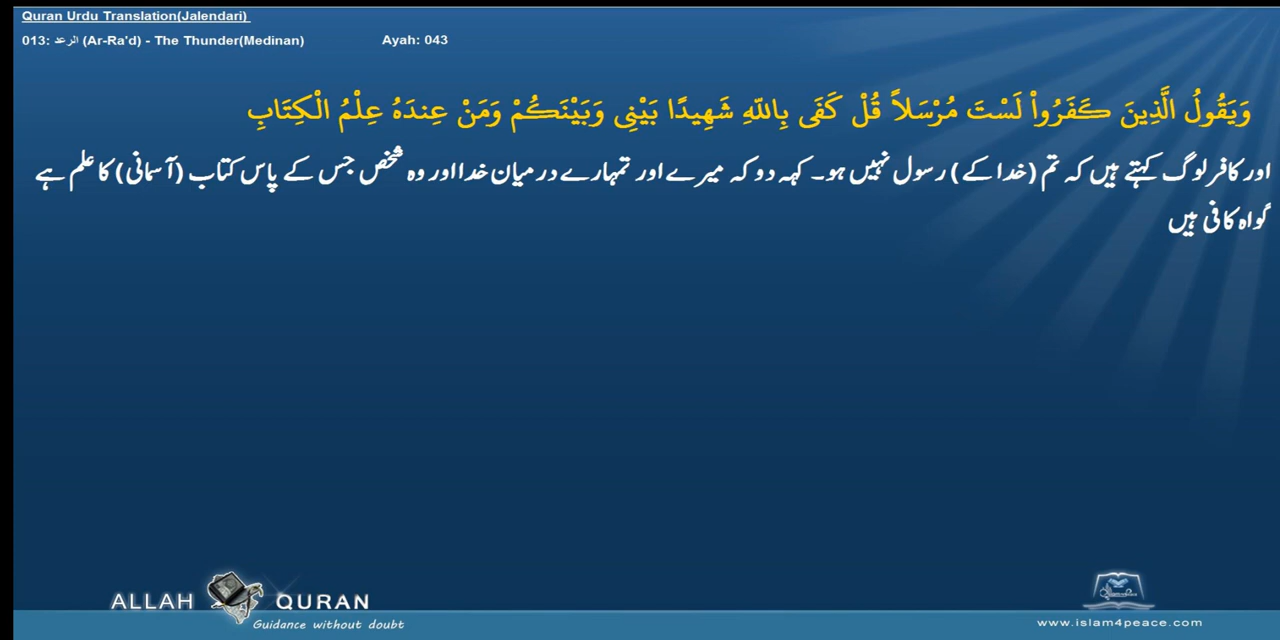 Quran Urdu Translation(Jalendari)
013: الرعد (Ar-Ra'd) - The Thunder(Medinan) Ayah: 043
وَيَقُولُ الَّذِينَ كَفَرُواْ لَسْتَ مُرْسَلاً قُلْ كَفَى بِاللّهِ شَهِيدًا بَيْنِي وَبَيْنَكُمْ وَمَنْ عِندَهُ عِلْمُ الْكِتَابِ
اور کافر لوگ کہتے ہیں کہ تم (خدا کے) رسول نہیں ہو۔ کہہ دو کہ میرے اور تمہارے درمیان خدا اور وہ شخص جس کے پاس کتاب (آسمانی) کا علم ہے
گواہ کافی ہیں
ALLAH QURAN
Guidance without doubt
www.islam4peace.com